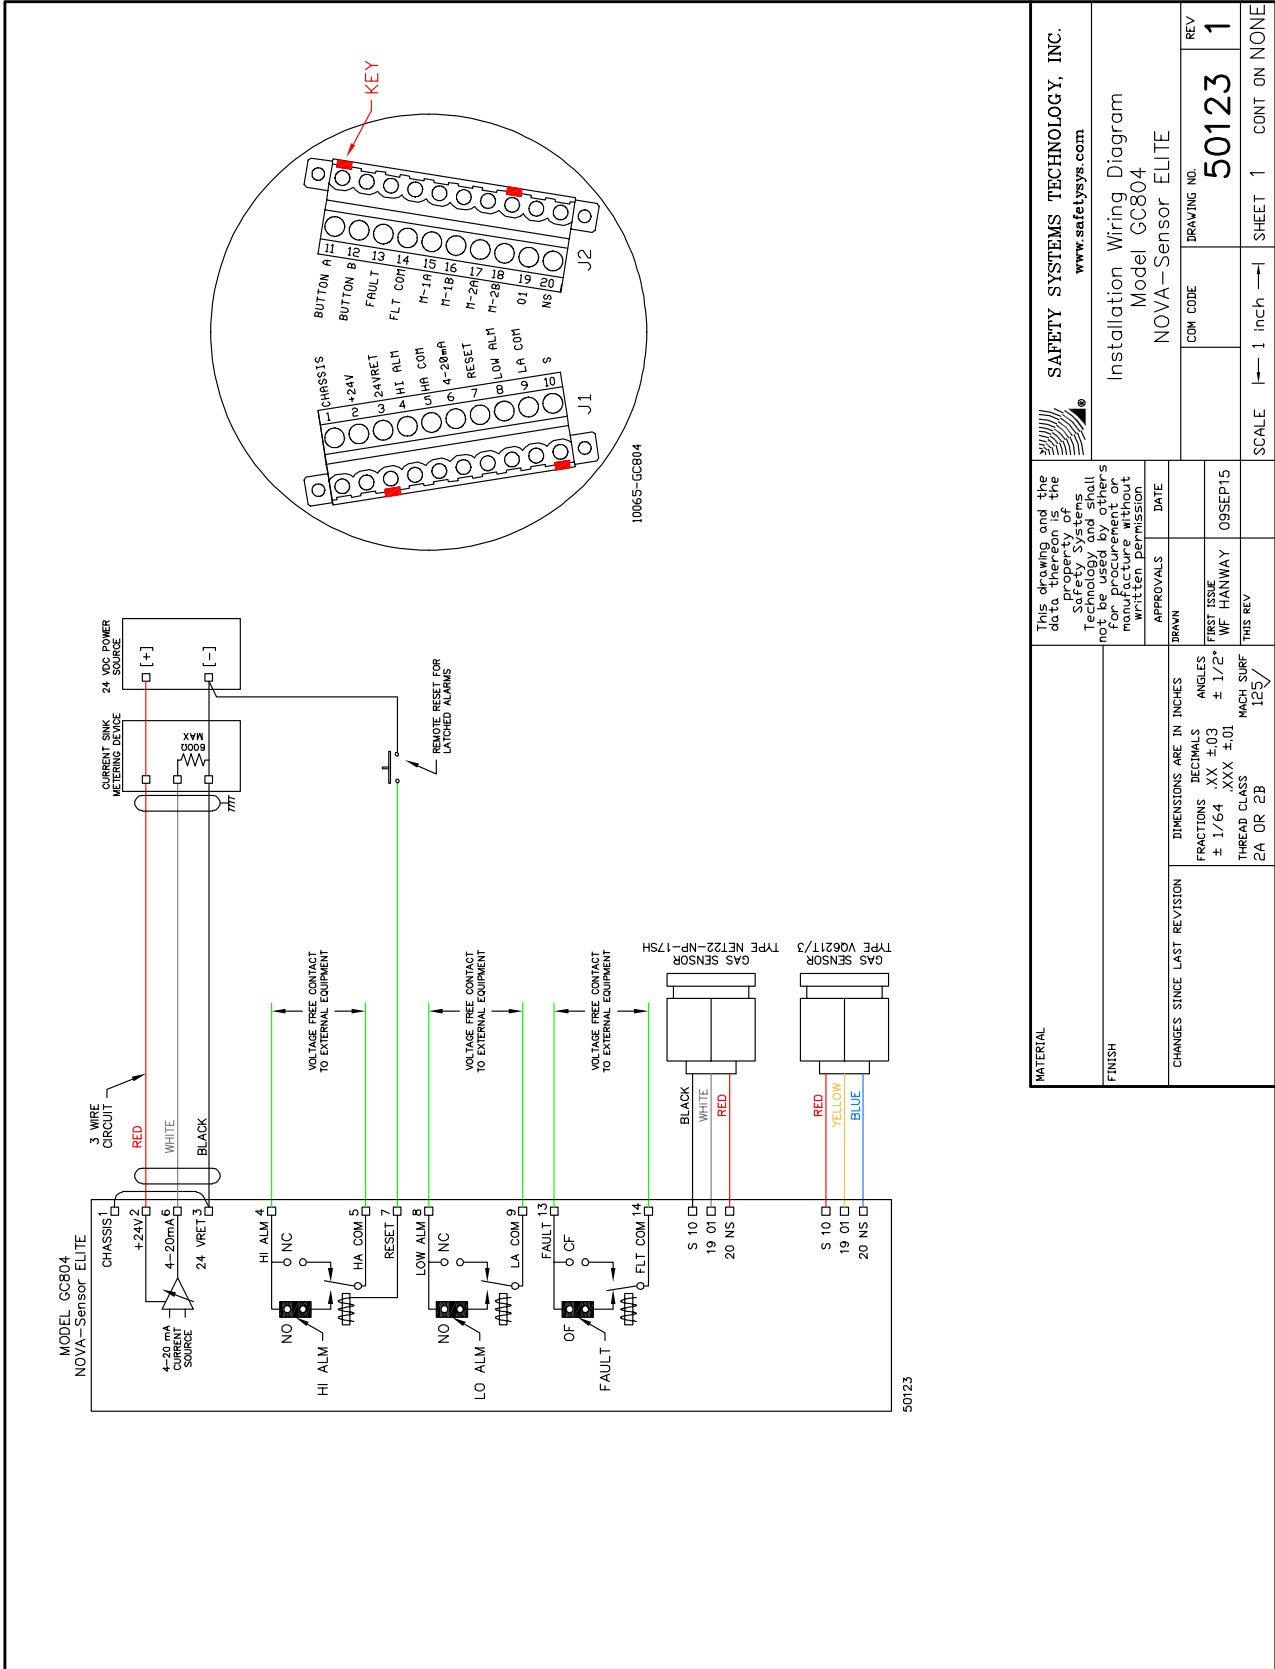 MODEL GC804
NOVA-Sensor ELITE
CHASSIS 1
+24V 2
4-20mA 6
24 VRET 3
4-20 mA
CURRENT
SOURCE
3 WIRE
CIRCUIT
RED
WHITE
BLACK
CURRENT SINK
METERING DEVICE
600Ω
MAX
24 VDC POWER
SOURCE
[+]
[-]
HI ALM 4
NC
NO
HI ALM
HA COM 5
RESET 7
VOLTAGE FREE CONTACT
TO EXTERNAL EQUIPMENT
REMOTE RESET FOR
LATCHED ALARMS
LOW ALM 8
NC
NO
LO ALM
LA COM 9
VOLTAGE FREE CONTACT
TO EXTERNAL EQUIPMENT
FAULT 13
CF
OF
FAULT
FLT COM 14
VOLTAGE FREE CONTACT
TO EXTERNAL EQUIPMENT
S 10
19 01
20 NS
BLACK
WHITE
RED
GAS SENSOR
TYPE NET22-NP-17SH
S 10
19 01
20 NS
RED
YELLOW
BLUE
GAS SENSOR
TYPE VQ621T/3
50123
KEY
BUTTON A 11
BUTTON B 12
FAULT 13
FLT COM 14
M-1A 15
M-1B 16
M-2A 17
M-2B 18
01 19
NS 20
J2
CHASSIS 1
+24V 2
24VRET 3
HI ALM 4
HA COM 5
4-20mA 6
RESET 7
LOW ALM 8
LA COM 9
S 10
J1
10065-GC804
MATERIAL
FINISH
CHANGES SINCE LAST REVISION
DIMENSIONS ARE IN INCHES
FRACTIONS DECIMALS ANGLES
± 1/64 .XX ±.03 ± 1/2°
.XXX ±.01
THREAD CLASS MACH SURF
2A OR 2B 125/
This drawing and the
data thereon is the
property of
Safety Systems
Technology and shall
not be used by others
for procurement or
manufacture without
written permission
APPROVALS DATE
DRAWN
FIRST ISSUE
WF HANWAY 09SEP15
THIS REV
®
SAFETY SYSTEMS TECHNOLOGY, INC.
www.safetysys.com
Installation Wiring Diagram
Model GC804
NOVA-Sensor ELITE
COM CODE
DRAWING NO. REV
50123 1
SCALE 1 inch SHEET 1 CONT ON NONE